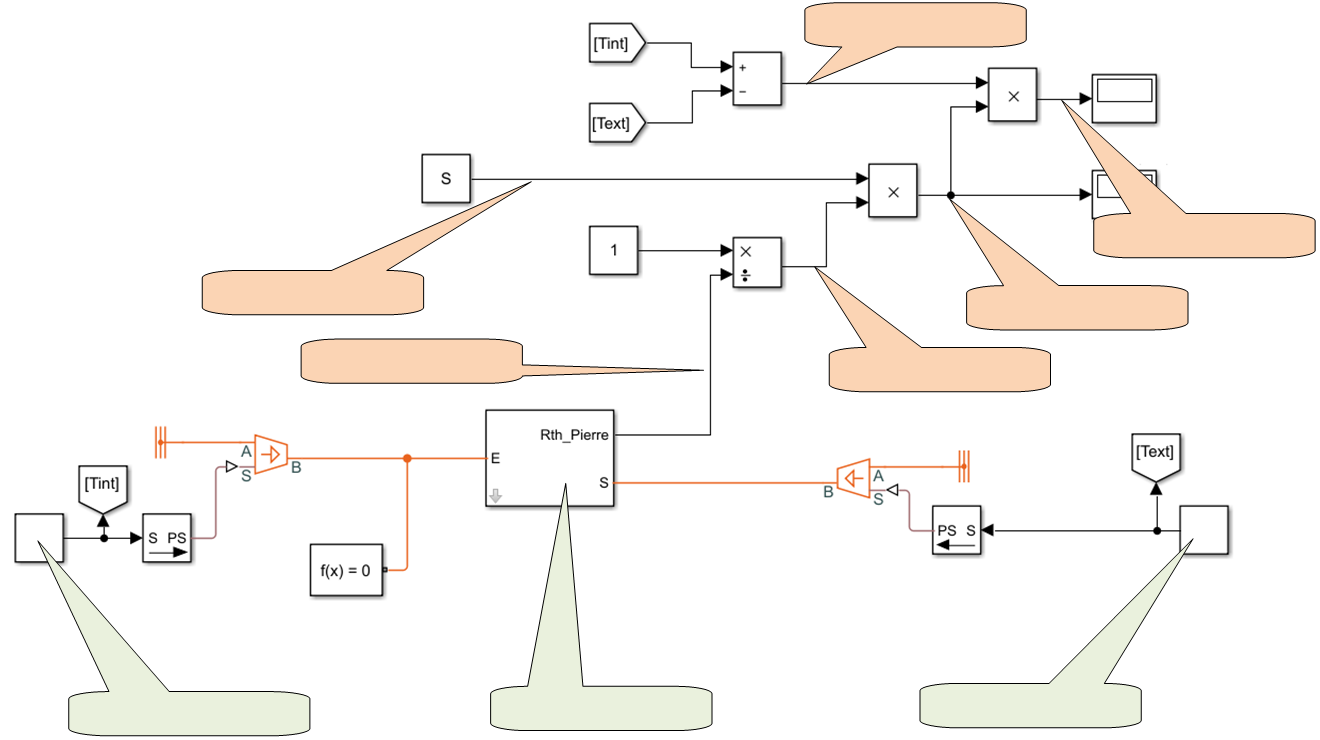 [Tint]
+
−
[Text]
×
S
×
1
×
÷
Rth_Pierre
E
S
A
S
B
[Tint]
S PS
f(x) = 0
A
B
S
[Text]
PS S